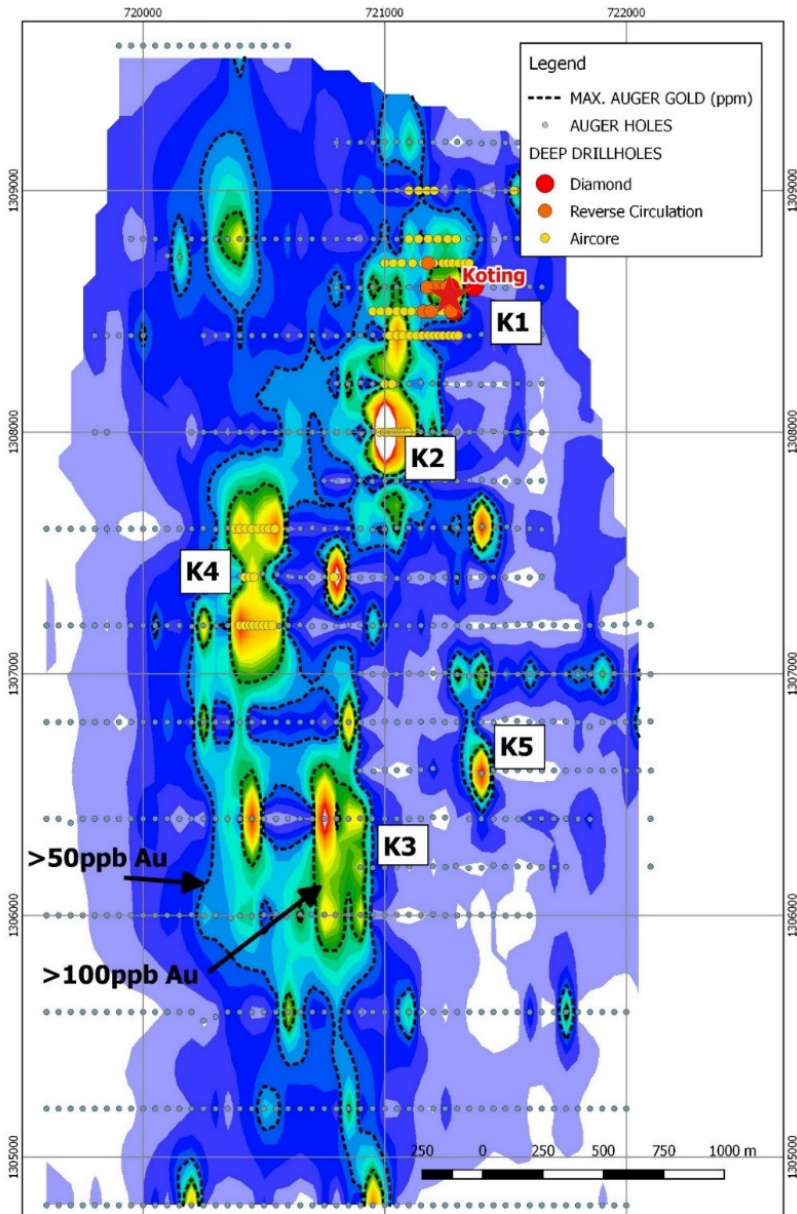 720000
721000
722000
Legend
MAX. AUGER GOLD (ppm)
AUGER HOLES
DEEP DRILLHOLES
Diamond
Reverse Circulation
Aircore
1309000
1309000
Koting
K1
1308000
1308000
K2
K4
1307000
1307000
K5
K3
>50ppb Au
1306000
1306000
>100ppb Au
1305000
1305000
250 0 250 500 750 1000 m